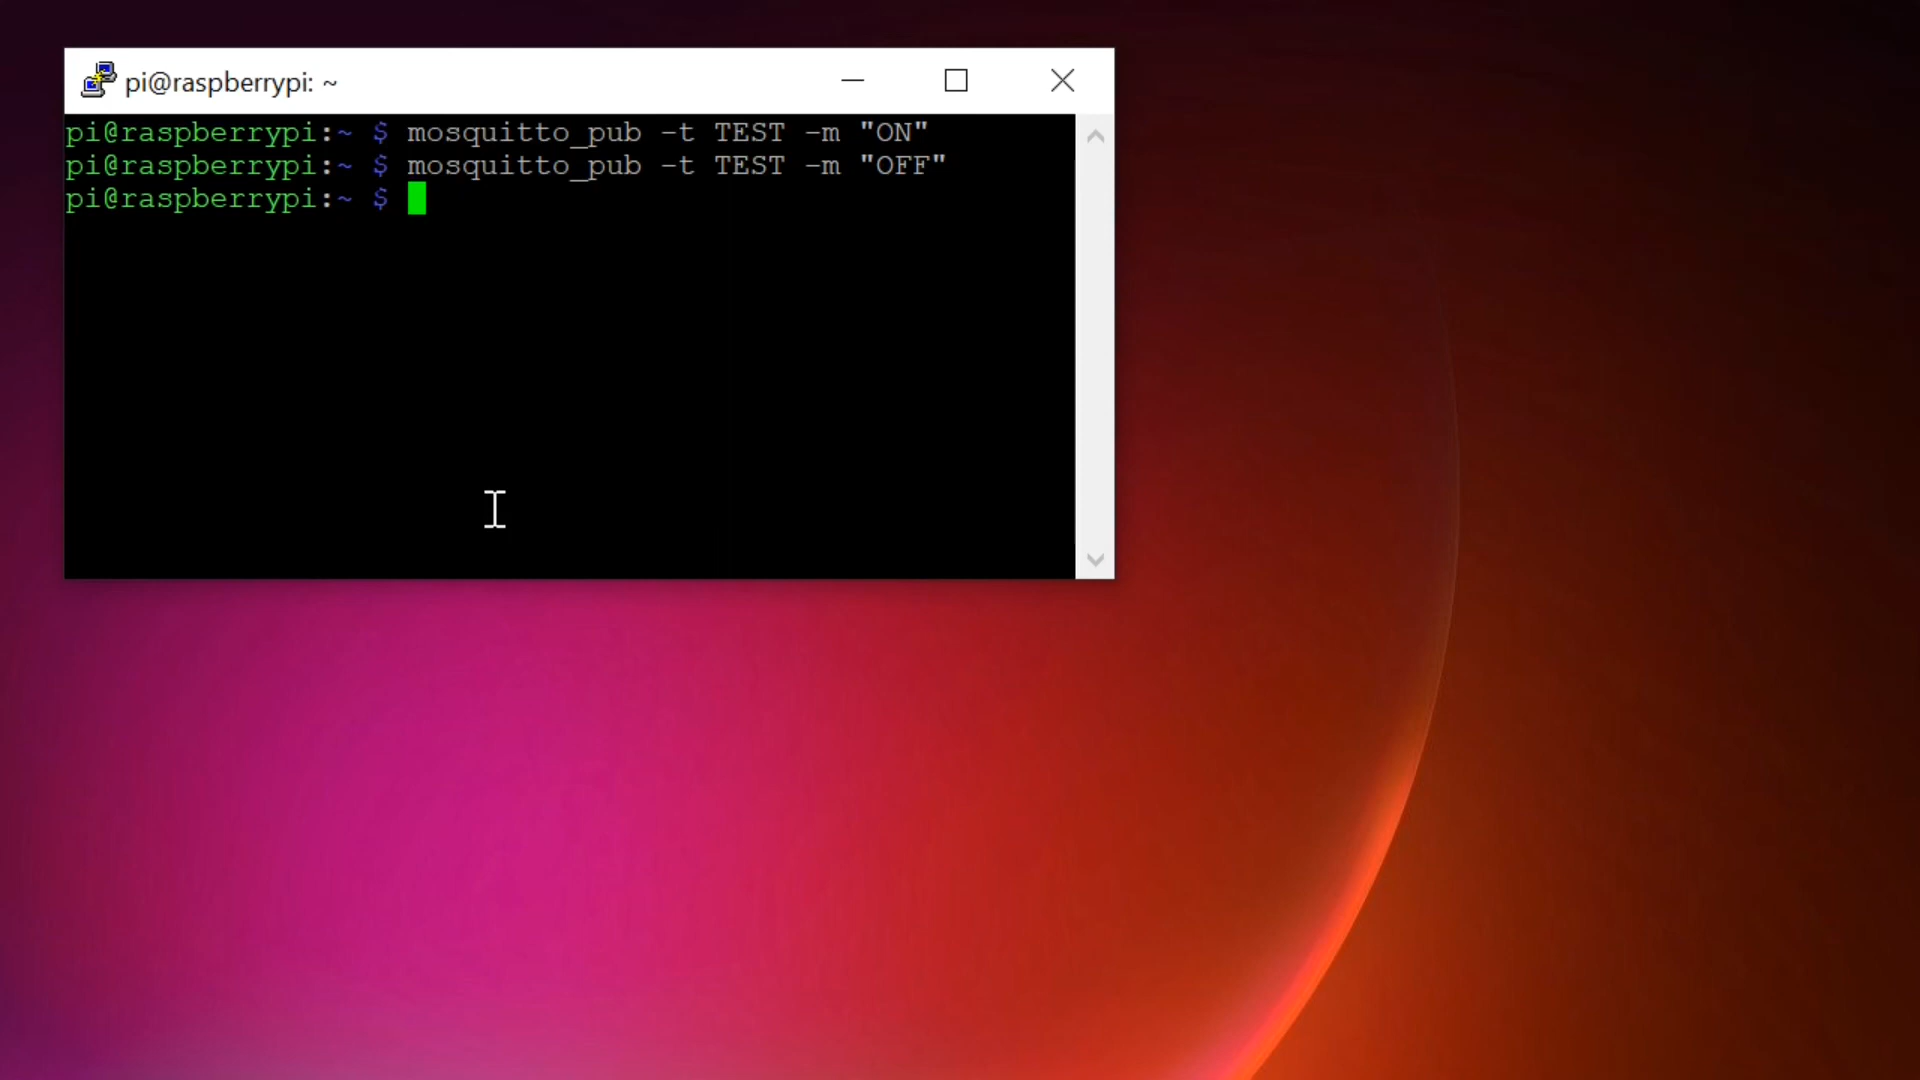 pi@raspberrypi: ~
pi@raspberrypi:~ $ mosquitto_pub -t TEST -m "ON"
pi@raspberrypi:~ $ mosquitto_pub -t TEST -m "OFF"
pi@raspberrypi:~ $